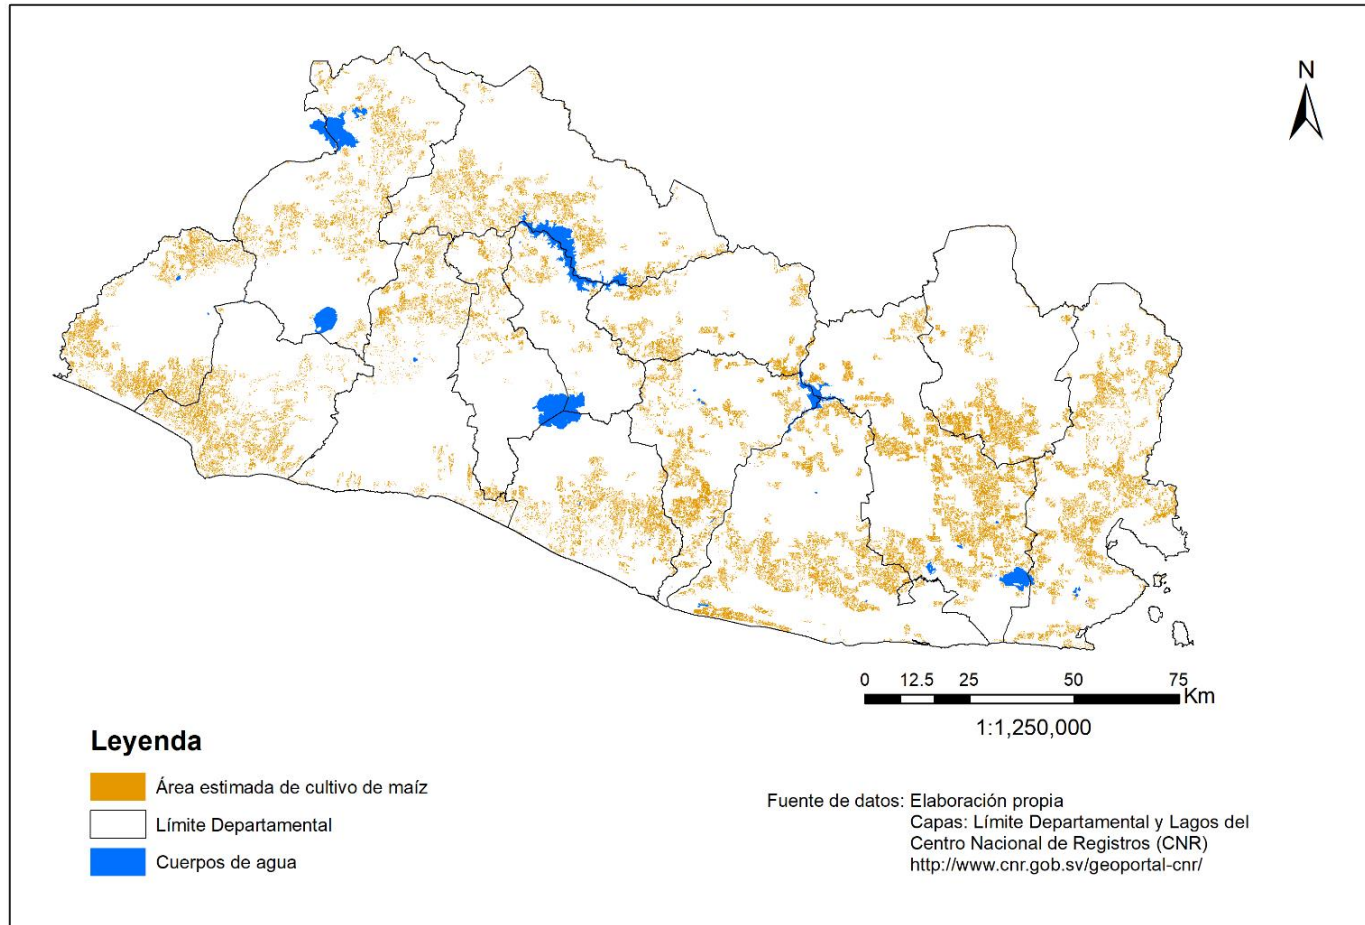 N
0 12.5 25 50 75
Km
1:1,250,000
Leyenda
Área estimada de cultivo de maíz
Límite Departamental
Cuerpos de agua
Fuente de datos: Elaboración propia
Capas: Límite Departamental y Lagos del
Centro Nacional de Registros (CNR)
http://www.cnr.gob.sv/geoportal-cnr/